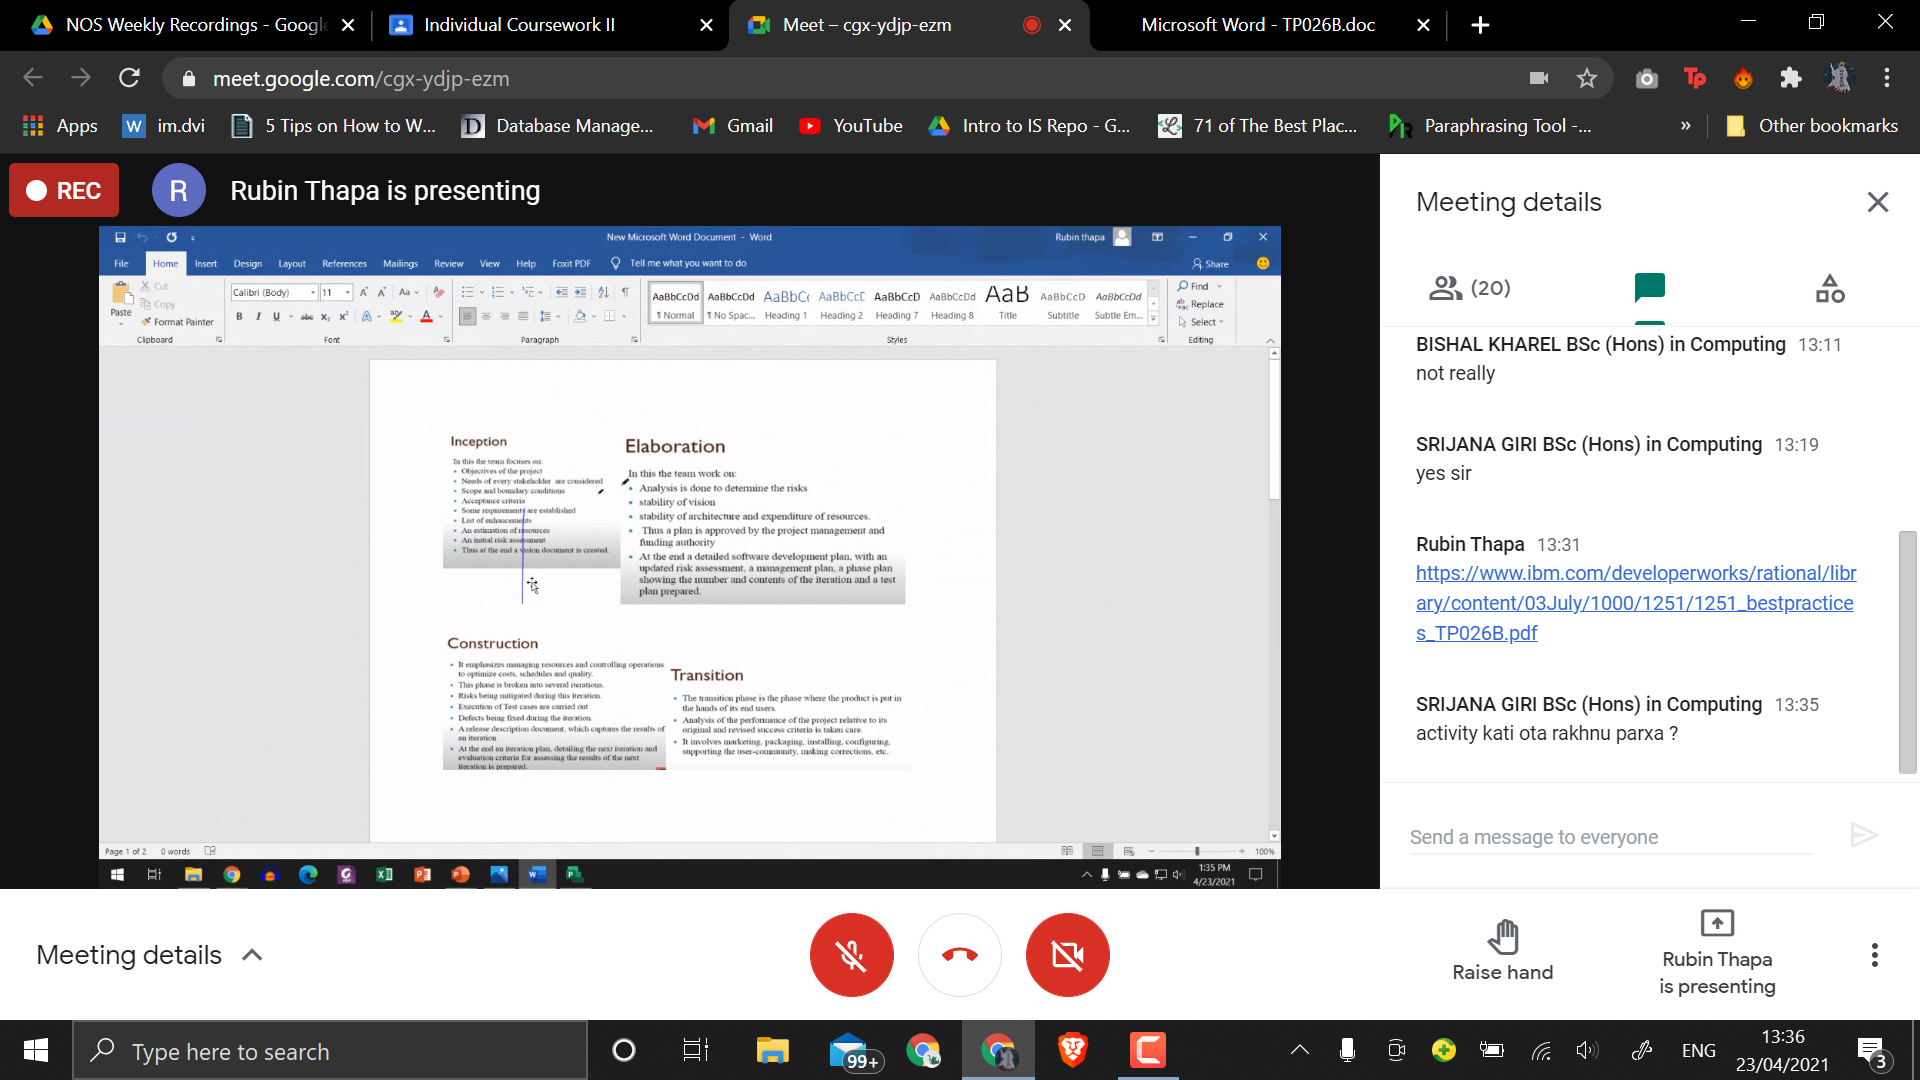 NOS Weekly Recordings - Google
Individual Coursework II
Meet – cgx-ydjp-ezm
Microsoft Word - TP026B.doc
meet.google.com/cgx-ydjp-ezm
Apps
im.dvi
5 Tips on How to W...
Database Manage...
Gmail
YouTube
Intro to IS Repo - G...
71 of The Best Plac...
Paraphrasing Tool -...
»
Other bookmarks
REC
R
Rubin Thapa is presenting
New Microsoft Word Document - Word
Rubin thapa
File
Home
Insert
Design
Layout
References
Mailings
Review
View
Help
Foxit PDF
Tell me what you want to do
Share
Paste
Cut
Copy
Format Painter
Clipboard
Calibri (Body)
11
Font
Paragraph
AaBbCcDd
¶ Normal
AaBbCcDd
¶ No Spac...
AaBbC
Heading 1
AaBbCcC
Heading 2
AaBbCcD
Heading 7
AaBbCcDd
Heading 8
AaB
Title
AaBbCcDd
Subtitle
AaBbCcDd
Subtle Em...
Styles
Find
Replace
Select
Editing
Inception
In this the team focuses on:
• Objectives of the project
• Needs of every stakeholder are considered
• Scope and boundary conditions
• Acceptance criteria
• Some requirements are established
• List of enhancements
• An estimation of resources
• An initial risk assessment
• Thus at the end a vision document is created.
Elaboration
In this the team work on:
• Analysis is done to determine the risks
• stability of vision
• stability of architecture and expenditure of resources.
• Thus a plan is approved by the project management and
funding authority
• At the end a detailed software development plan, with an
updated risk assessment, a management plan, a phase plan
showing the number and contents of the iteration and a test
plan prepared.
Construction
• It emphasizes managing resources and controlling operations
to optimize costs, schedules and quality.
• This phase is broken into several iterations.
• Risks being mitigated during this iteration.
• Execution of Test cases are carried out
• Defects being fixed during the iteration.
• A release description document, which captures the results of
an iteration
• At the end an iteration plan, detailing the next iteration and
evaluation criteria for assessing the results of the next
iteration is prepared.
Transition
• The transition phase is the phase where the product is put in
the hands of its end users.
• Analysis of the performance of the project relative to its
original and revised success criteria is taken care.
• It involves marketing, packaging, installing, configuring,
supporting the user-community, making corrections, etc.
Page 1 of 2
0 words
100%
1:35 PM
4/23/2021
Meeting details
(20)
BISHAL KHAREL BSc (Hons) in Computing 13:11
not really
SRIJANA GIRI BSc (Hons) in Computing 13:19
yes sir
Rubin Thapa 13:31
https://www.ibm.com/developerworks/rational/libr
ary/content/03July/1000/1251/1251_bestpractice
s_TP026B.pdf
SRIJANA GIRI BSc (Hons) in Computing 13:35
activity kati ota rakhnu parxa ?
Send a message to everyone
Meeting details
Raise hand
Rubin Thapa
is presenting
Type here to search
99+
ENG
13:36
23/04/2021
3